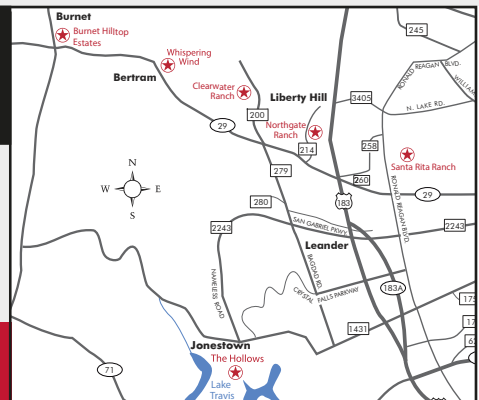 Burnet
Burnet Hilltop
Estates
245
Whispering
Wind
Bertram
RONALD REAGAN BLVD.
Clearwater
Ranch
Liberty Hill
3405
N. LAKE RD.
200
29
Northgate
Ranch
214
258
Santa Rita Ranch
279
260
N
W
E
S
280
183
29
2243
SAN GABRIEL PKWY.
2243
RONALD REAGAN BLVD.
Leander
BAGDAD RD.
NAMELESS ROAD
CRYSTAL FALLS PARKWAY
183A
1431
Jonestown
The Hollows
71
Lake
Travis